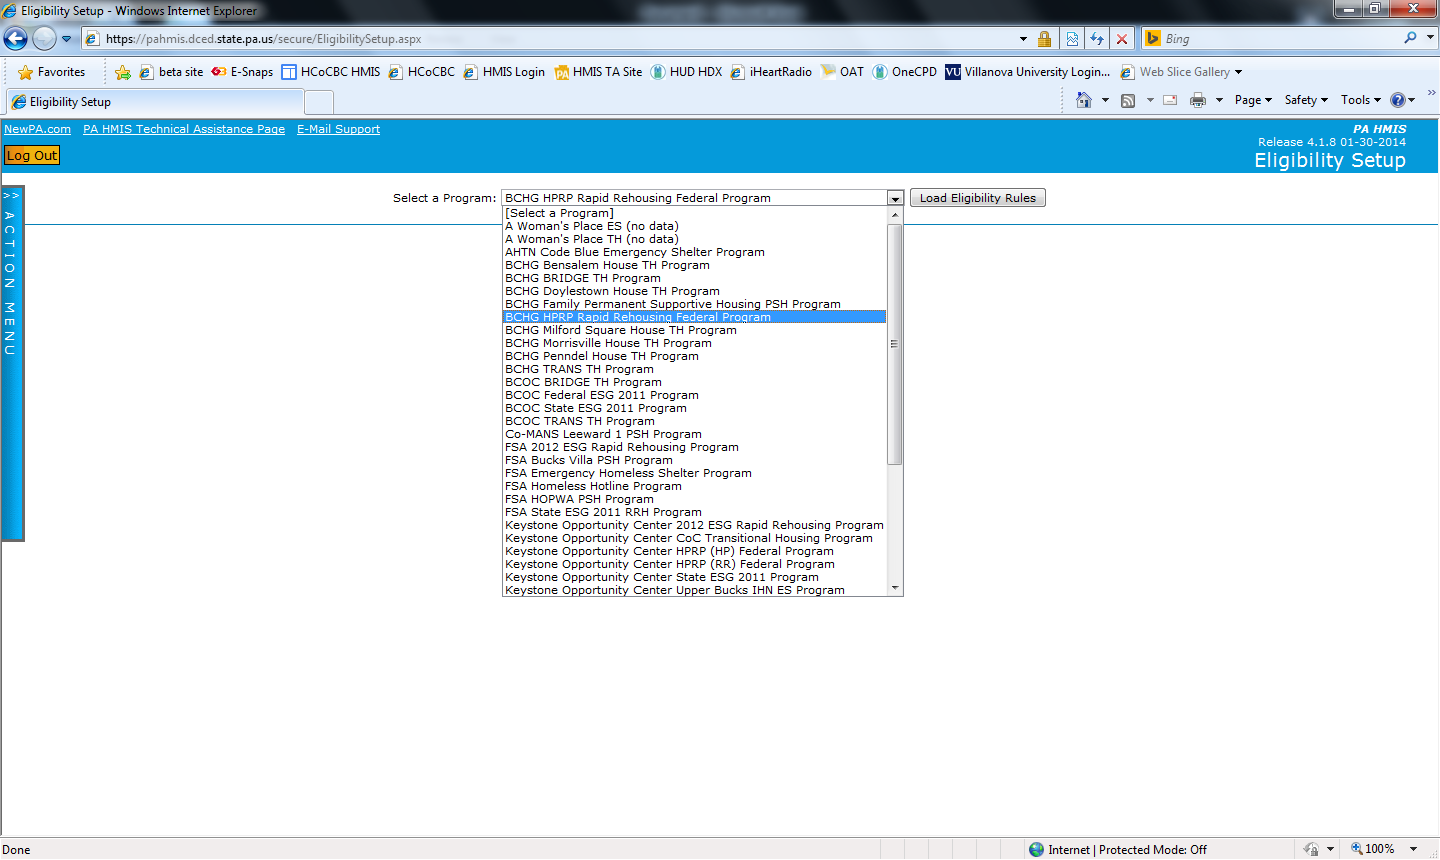 Eligibility Setup - Windows Internet Explorer
https://pahmis.dced.state.pa.us/secure/EligibilitySetup.aspx
Bing
Favorites beta site E-Snaps HCoCBC HMIS HCoCBC HMIS Login HMIS TA Site HUD HDX iHeartRadio OAT OneCPD VU Villanova University Login... Web Slice Gallery
Eligibility Setup
Page Safety Tools
NewPA.com PA HMIS Technical Assistance Page E-Mail Support
PA HMIS
Release 4.1.8 01-30-2014
Log Out
Eligibility Setup
>> ACTION MENU
Select a Program: BCHG HPRP Rapid Rehousing Federal Program Load Eligibility Rules
[Select a Program]
A Woman's Place ES (no data)
A Woman's Place TH (no data)
AHTN Code Blue Emergency Shelter Program
BCHG Bensalem House TH Program
BCHG BRIDGE TH Program
BCHG Doylestown House TH Program
BCHG Family Permanent Supportive Housing PSH Program
BCHG HPRP Rapid Rehousing Federal Program
BCHG Milford Square House TH Program
BCHG Morrisville House TH Program
BCHG Penndel House TH Program
BCHG TRANS TH Program
BCOC BRIDGE TH Program
BCOC Federal ESG 2011 Program
BCOC State ESG 2011 Program
BCOC TRANS TH Program
Co-MANS Leeward 1 PSH Program
FSA 2012 ESG Rapid Rehousing Program
FSA Bucks Villa PSH Program
FSA Emergency Homeless Shelter Program
FSA Homeless Hotline Program
FSA HOPWA PSH Program
FSA State ESG 2011 RRH Program
Keystone Opportunity Center 2012 ESG Rapid Rehousing Program
Keystone Opportunity Center CoC Transitional Housing Program
Keystone Opportunity Center HPRP (HP) Federal Program
Keystone Opportunity Center HPRP (RR) Federal Program
Keystone Opportunity Center State ESG 2011 Program
Keystone Opportunity Center Upper Bucks IHN ES Program
Done
Internet | Protected Mode: Off
100%